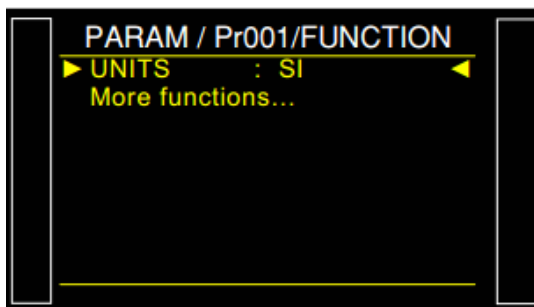 PARAM / Pr001/FUNCTION
► UNITS : SI ◄
More functions...